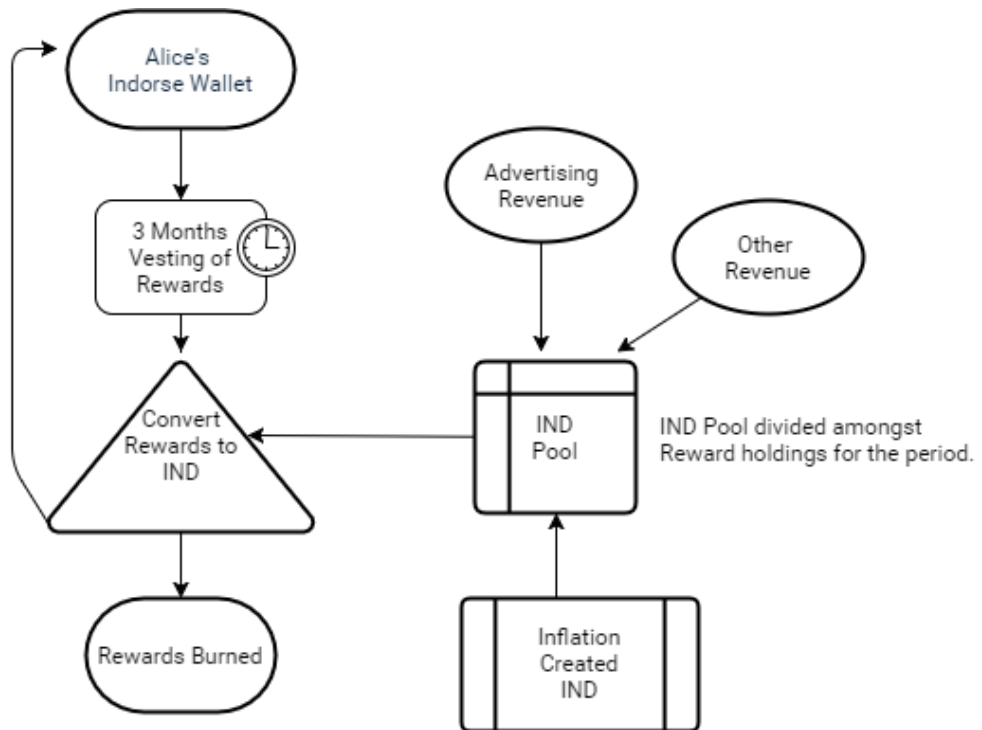 Alice's
Indorse Wallet
3 Months
Vesting of
Rewards
Convert
Rewards to
IND
Rewards Burned
Advertising
Revenue
Other
Revenue
IND
Pool
IND Pool divided amongst
Reward holdings for the period.
Inflation
Created
IND